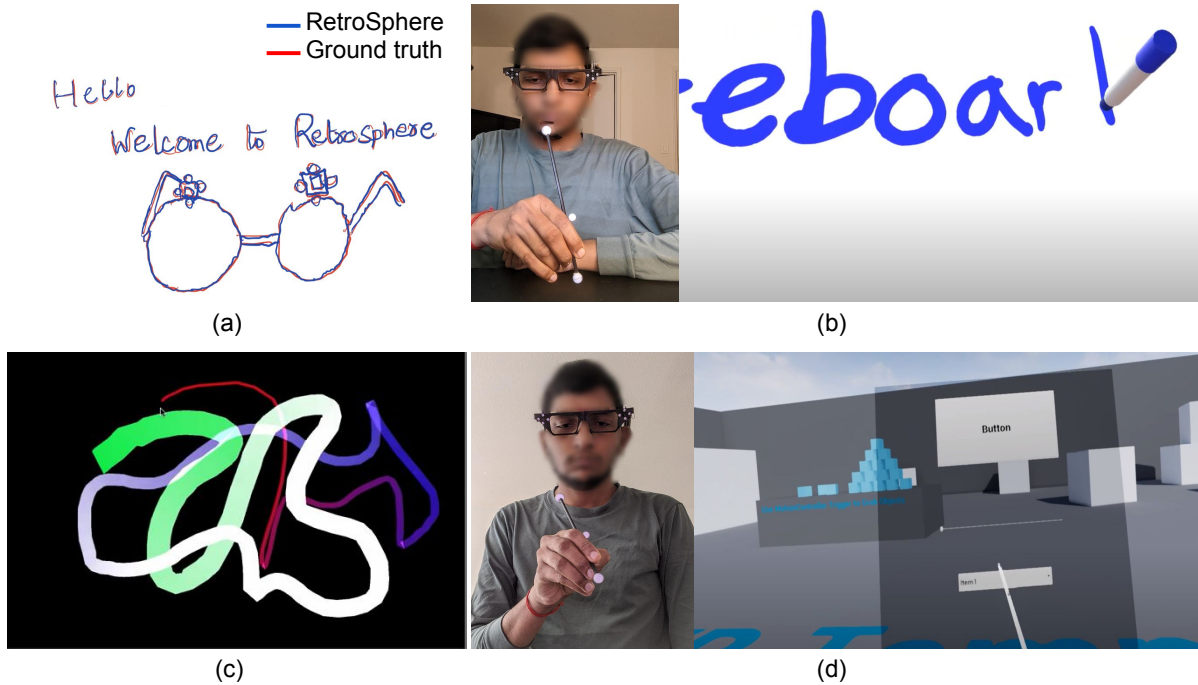 RetroSphere
Ground truth
Hello
Welcome to Retrosphere
eboar
(a)
(b)
Button
Item 1
(c)
(d)